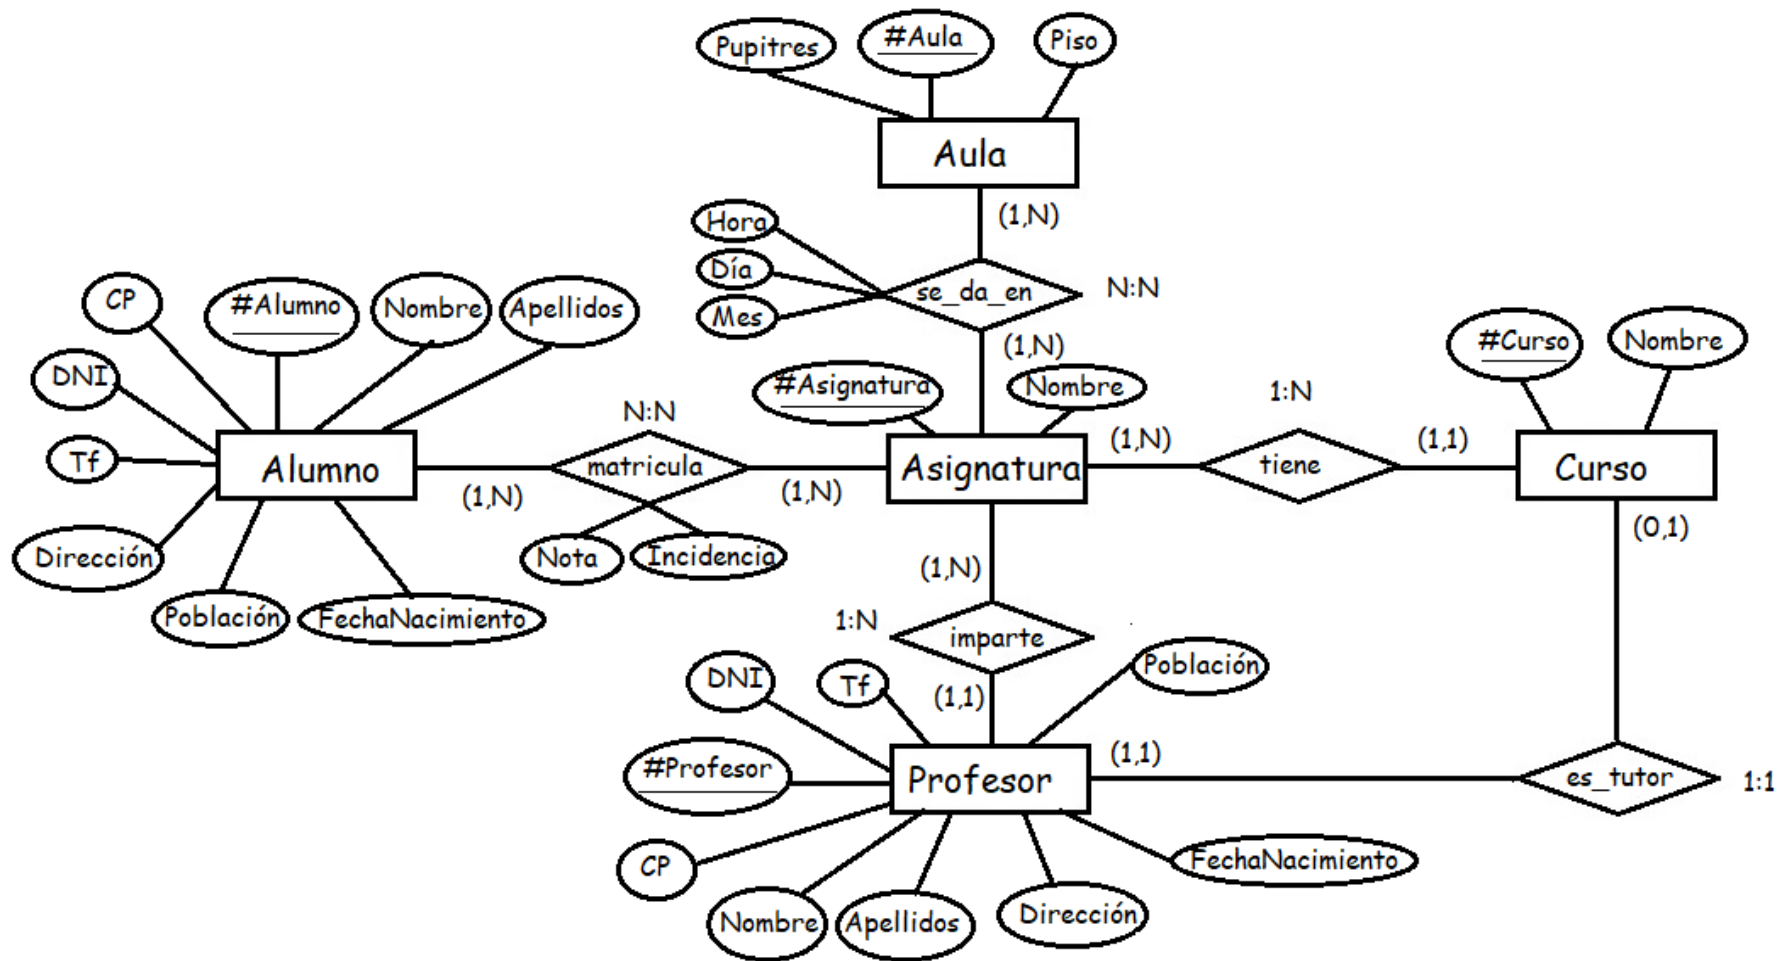 Pupitres
#Aula
Piso
Aula
(1,N)
Hora
Día
Mes
se_da_en
N:N
(1,N)
CP
#Alumno
Nombre
Apellidos
DNI
Tf
Alumno
Dirección
Población
FechaNacimiento
N:N
matricula
(1,N)
(1,N)
Nota
Incidencia
#Asignatura
Nombre
Asignatura
1:N
(1,N)
tiene
(1,1)
#Curso
Nombre
Curso
(0,1)
(1,N)
1:N
imparte
(1,1)
DNI
Tf
Población
#Profesor
Profesor
(1,1)
es_tutor
1:1
CP
Nombre
Apellidos
Dirección
FechaNacimiento